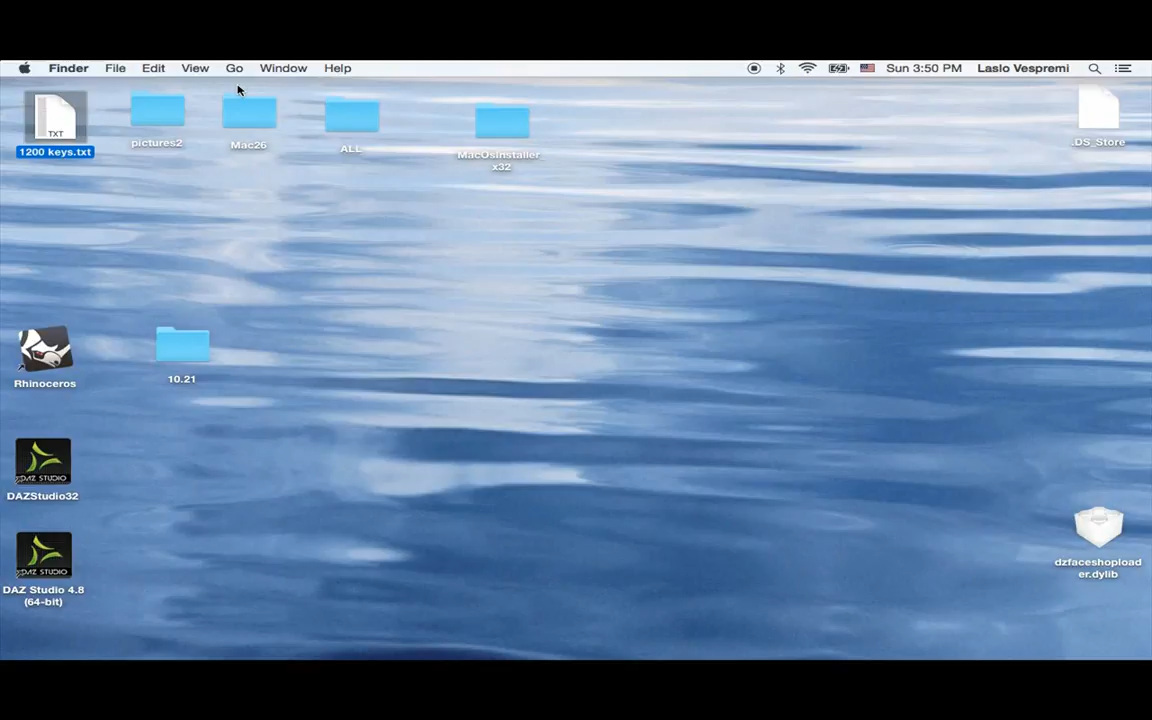 Finder File Edit View Go Window Help Sun 3:50 PM Laslo Vespremi
TXT
1200 keys.txt
pictures2
Mac26
ALL
MacOsInstaller
x32
.DS_Store
Rhinoceros
10.21
DAZ STUDIO
DAZStudio32
DAZ STUDIO
DAZ Studio 4.8
(64-bit)
dzfaceshopload
er.dylib